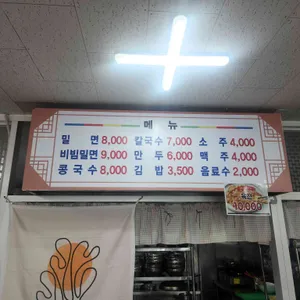 메 뉴
밀 면 8,000 칼국수 7,000 소 주 4,000
비빔밀면 9,000 만 두 6,000 맥 주 4,000
콩국수 8,000 김 밥 3,500 음료수 2,000
10,000